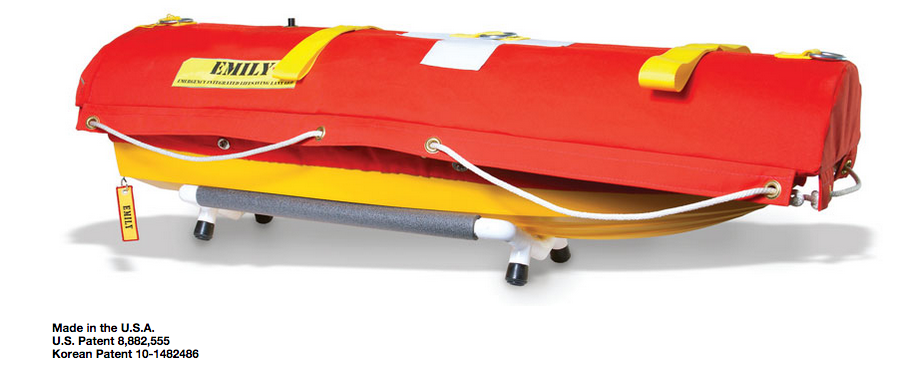 EMILY
EMERGENCY INTEGRATED LIFESAVING LANYARD
EMILY
Made in the U.S.A.
U.S. Patent 8,882,555
Korean Patent 10-1482486